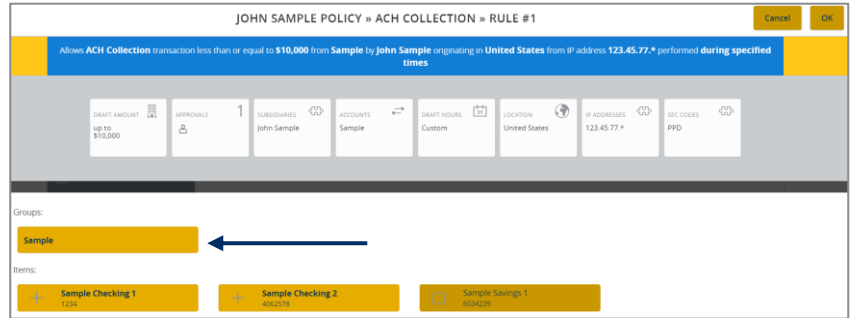 JOHN SAMPLE POLICY » ACH COLLECTION » RULE #1
Cancel
OK
Allows ACH Collection transaction less than or equal to $10,000 from Sample by John Sample originating in United States from IP address 123.45.77.* performed during specified
times
DRAFT AMOUNT
up to
$10,000
APPROVALS
1
SUBSIDIARIES
John Sample
ACCOUNTS
Sample
DRAFT HOURS
31
Custom
LOCATION
United States
IP ADDRESSES
123.45.77.*
SEC CODES
PPD
Groups:
Sample
Items:
Sample Checking 1
1234
Sample Checking 2
4062578
Sample Savings 1
6034239